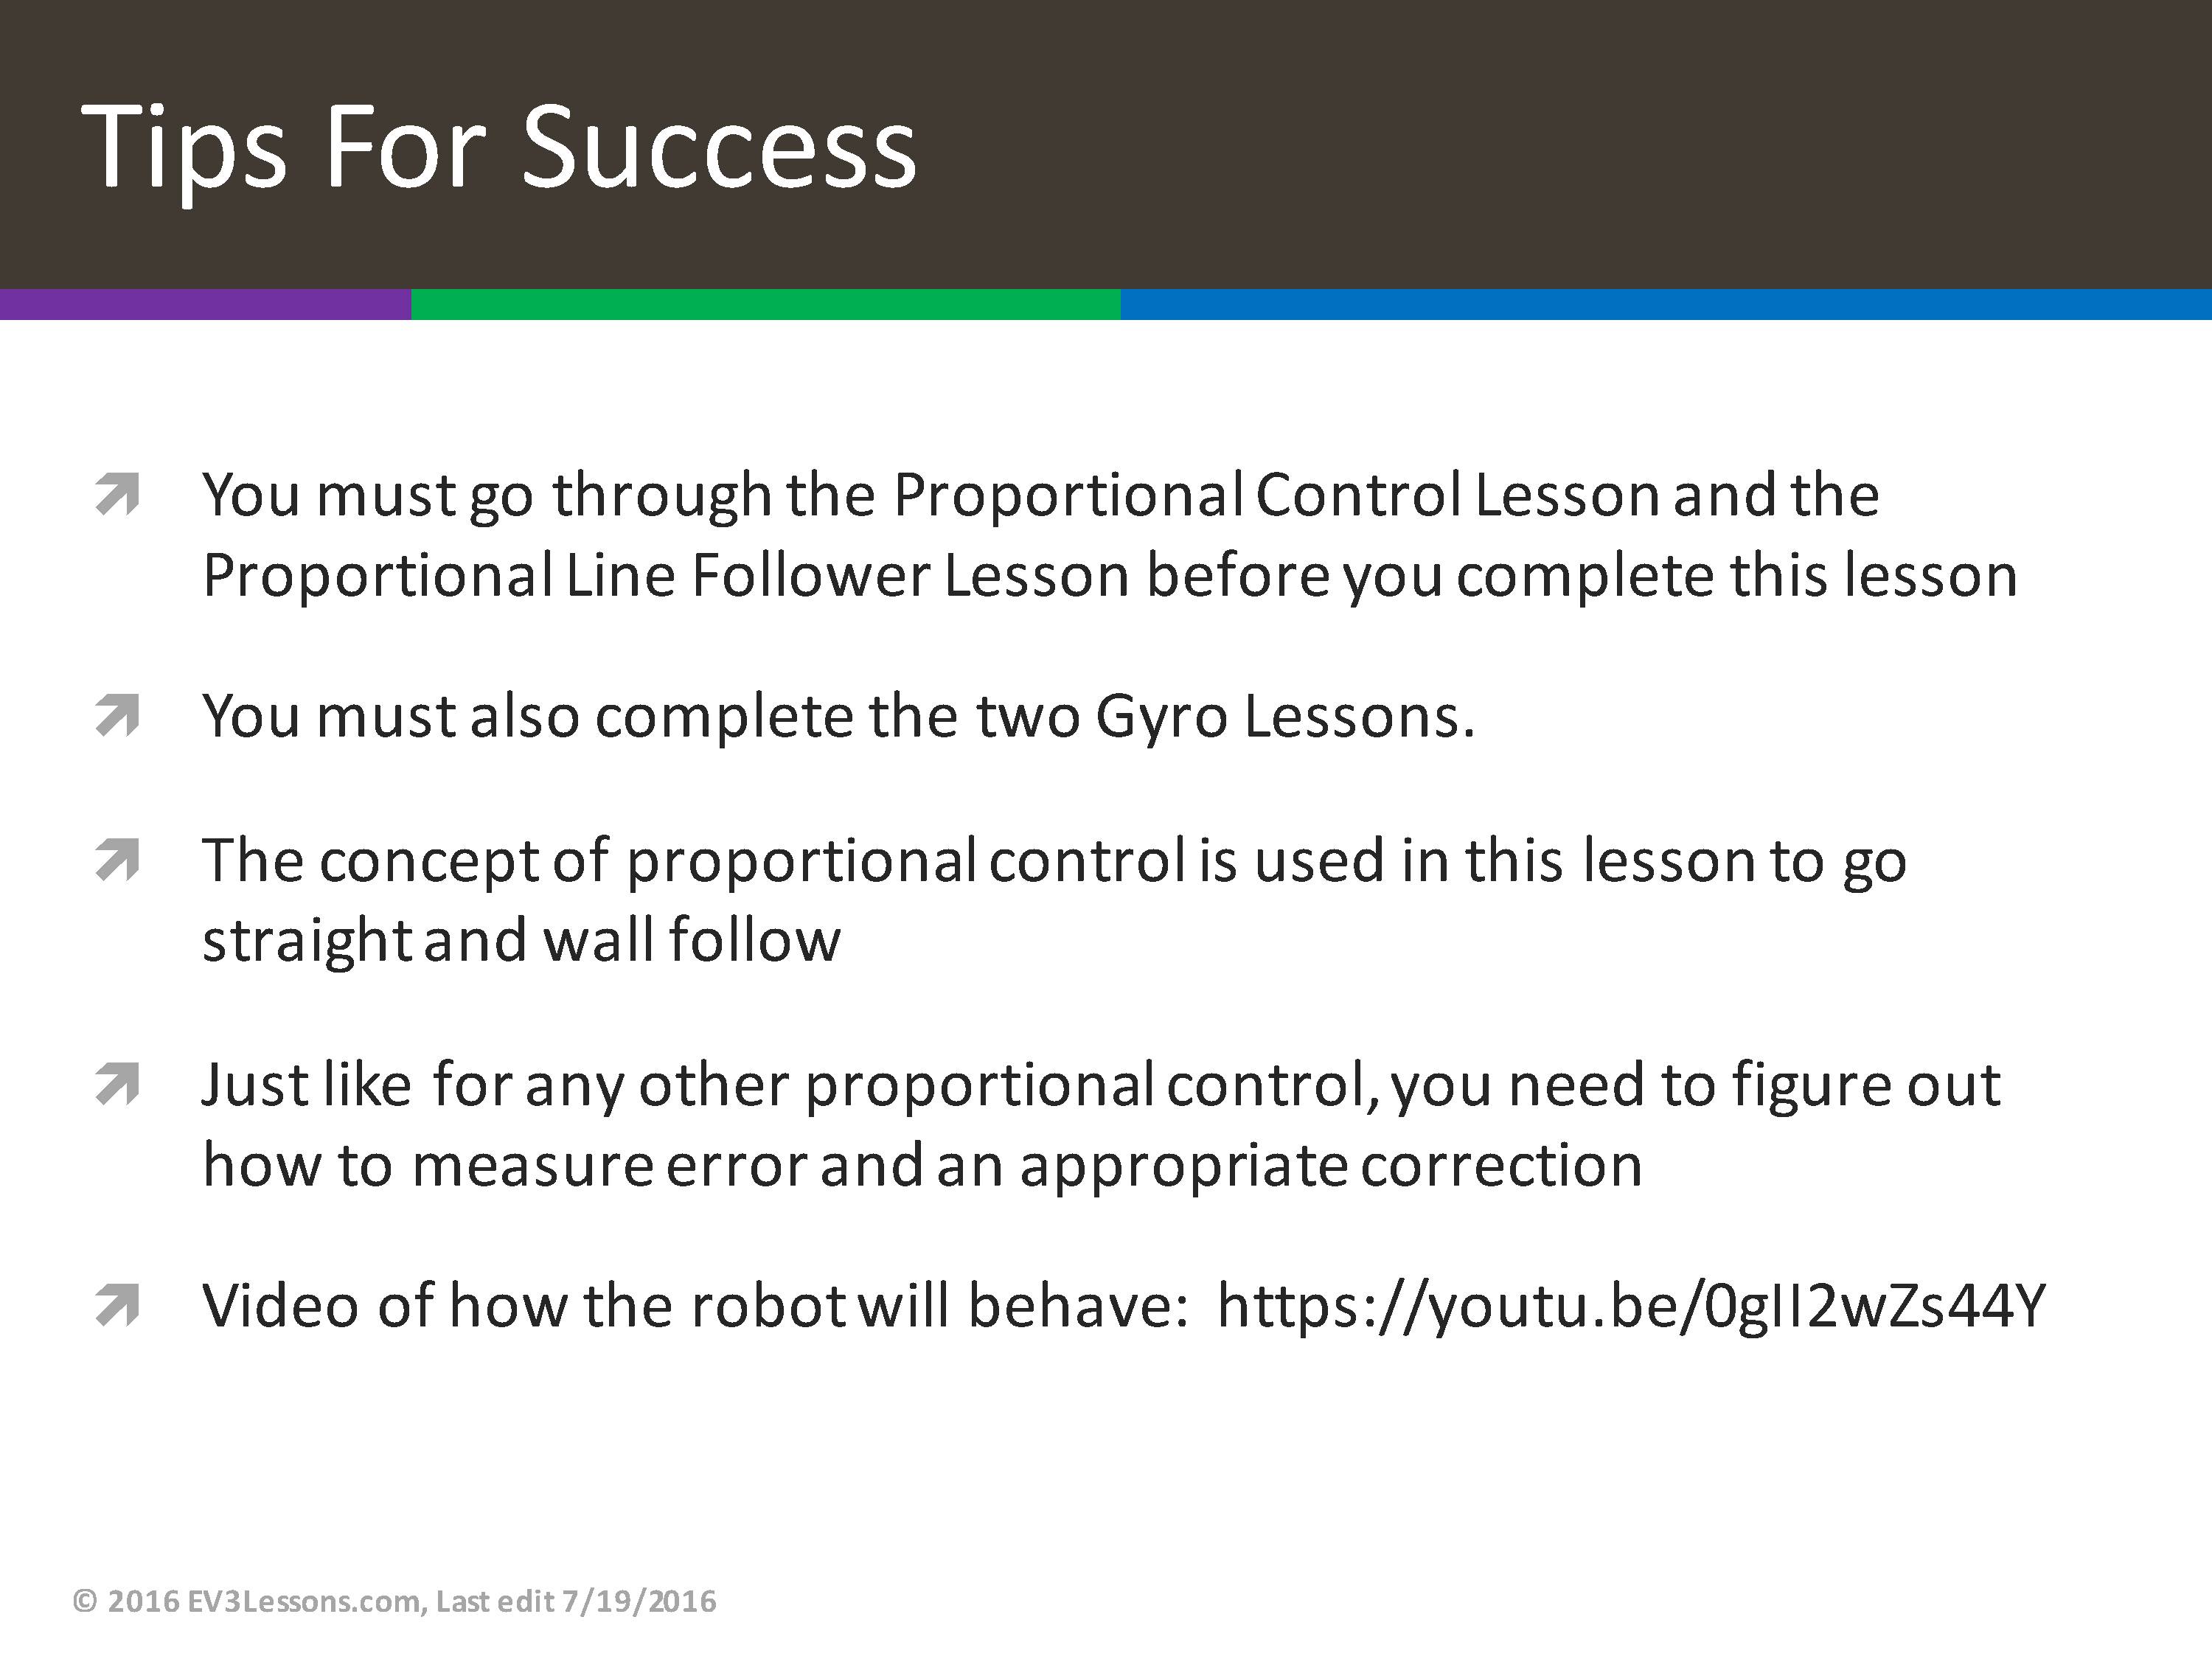 Tips For Success
You must go through the Proportional Control Lesson and the
Proportional Line Follower Lesson before you complete this lesson
You must also complete the two Gyro Lessons.
The concept of proportional control is used in this lesson to go
straight and wall follow
Just like for any other proportional control, you need to figure out
how to measure error and an appropriate correction
Video of how the robot will behave:  https://youtu.be/0gII2wZs44Y
© 2016 EV3Lessons.com, Last edit 7/19/2016